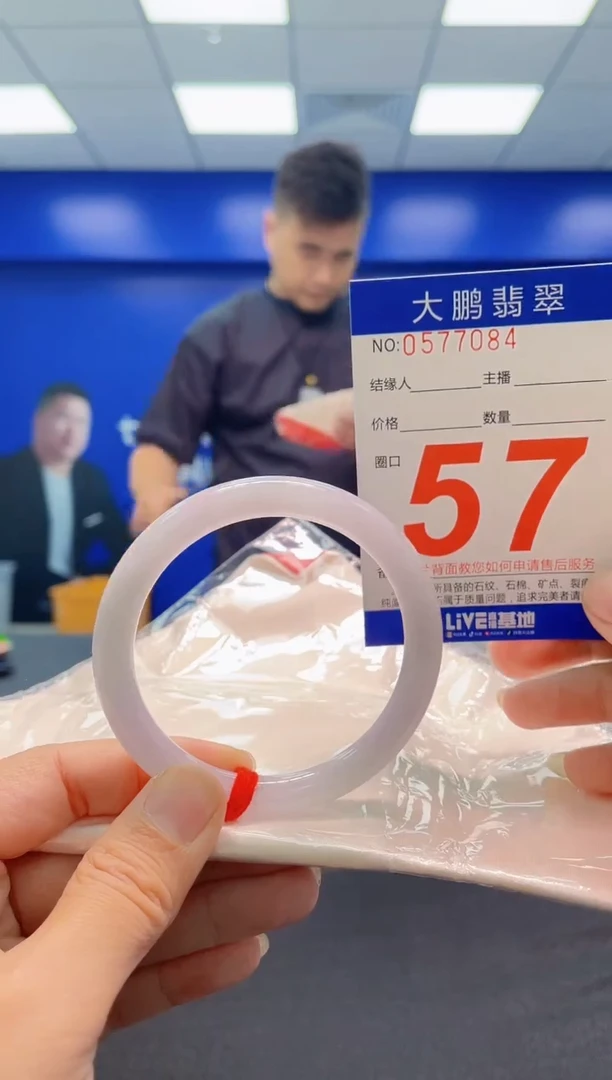 大鹏翡翠
NO:0577084
结缘人 主播
价格 数量
圈口
57
背面教您如何申请售后服务
所具备的石纹、石棉、矿点、裂
属于质量问题，追求完美者请
LiVE 基地